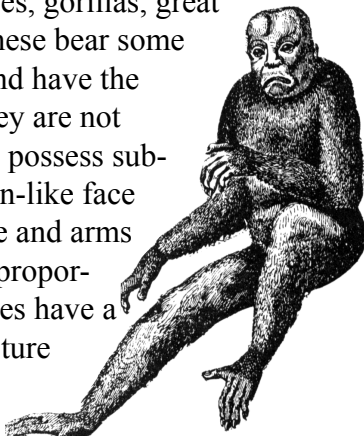 es, gorillas, great
hese bear some
nd have the
ey are not
possess sub-
n-like face
e and arms
propor-
es have a
ture